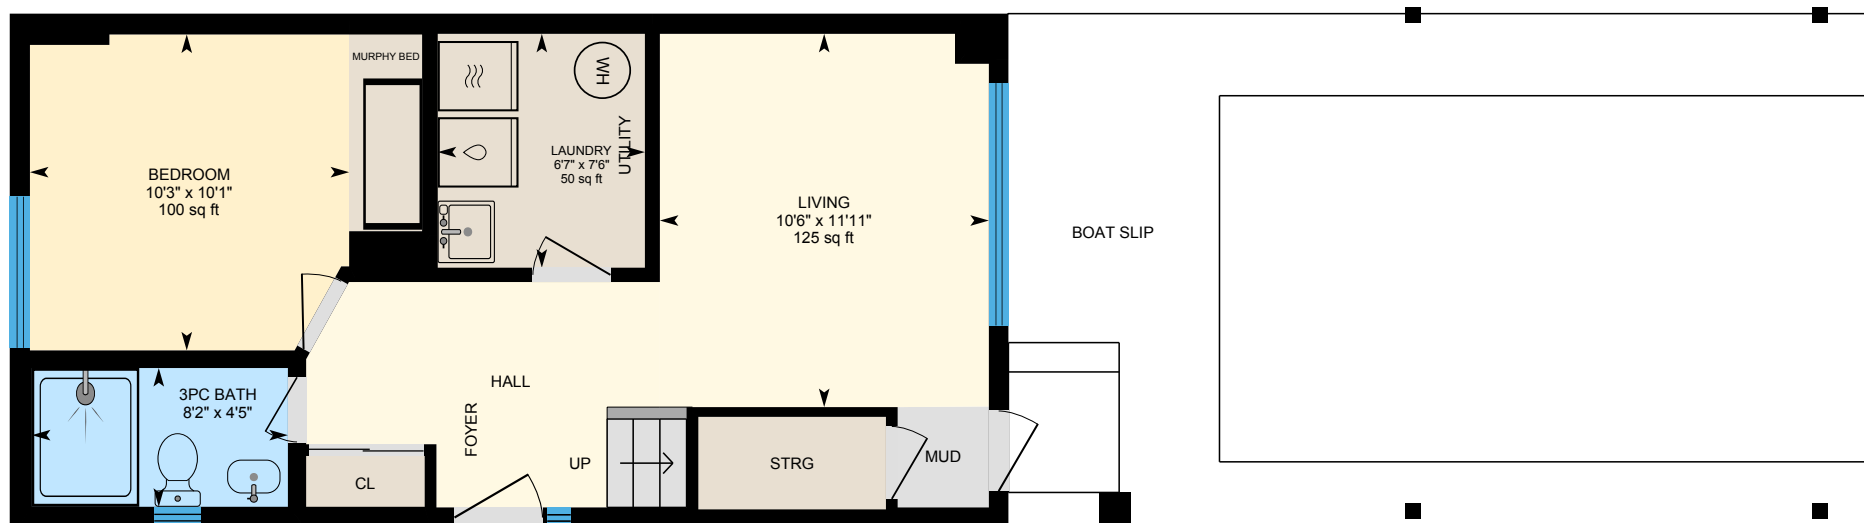 MURPHY BED
WH
UTILITY
LAUNDRY
6'7" x 7'6"
50 sq ft
BEDROOM
10'3" x 10'1"
100 sq ft
LIVING
10'6" x 11'11"
125 sq ft
BOAT SLIP
HALL
3PC BATH
8'2" x 4'5"
FOYER
UP
STRG
MUD
CL